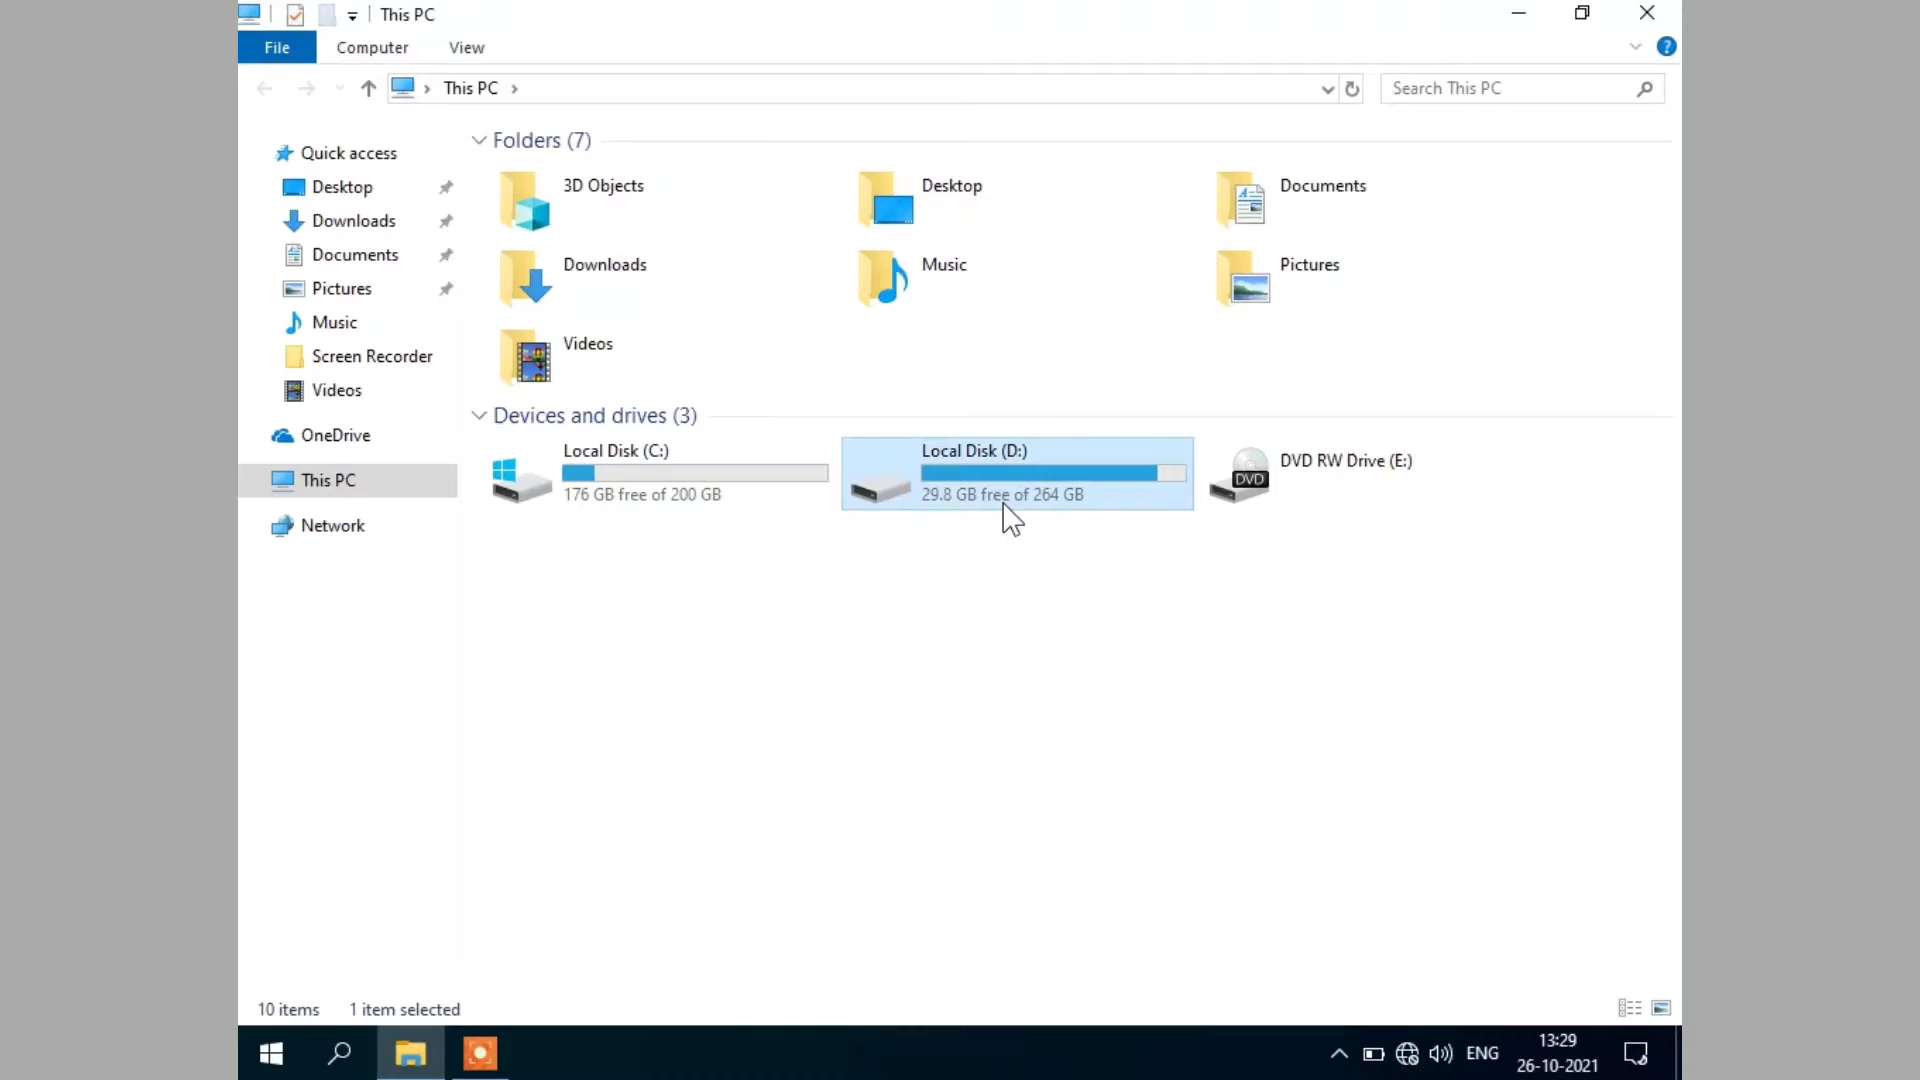 This PC
File Computer View
This PC
Search This PC
Quick access
Desktop
Downloads
Documents
Pictures
Music
Screen Recorder
Videos
OneDrive
This PC
Network
Folders (7)
3D Objects
Desktop
Documents
Downloads
Music
Pictures
Videos
Devices and drives (3)
Local Disk (C:)
176 GB free of 200 GB
Local Disk (D:)
29.8 GB free of 264 GB
DVD RW Drive (E:)
DVD
10 items 1 item selected
ENG
13:29
26-10-2021